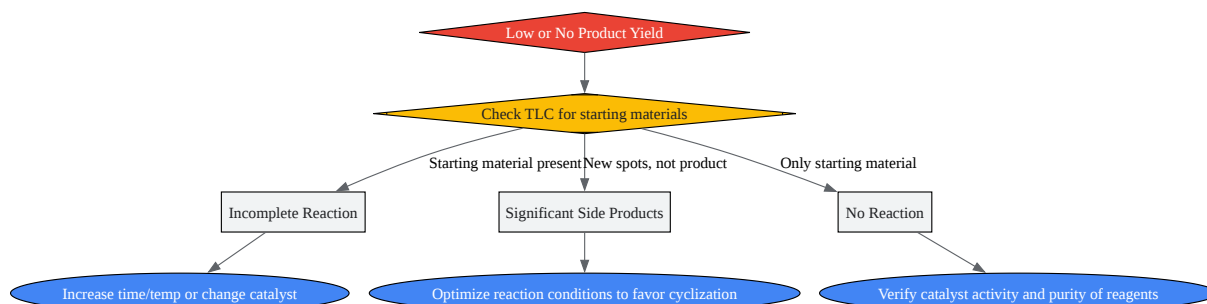 Low or No Product Yield
Check TLC for starting materials
Starting material present
New spots, not product
Only starting material
Incomplete Reaction
Significant Side Products
No Reaction
Increase time/temp or change catalyst
Optimize reaction conditions to favor cyclization
Verify catalyst activity and purity of reagents